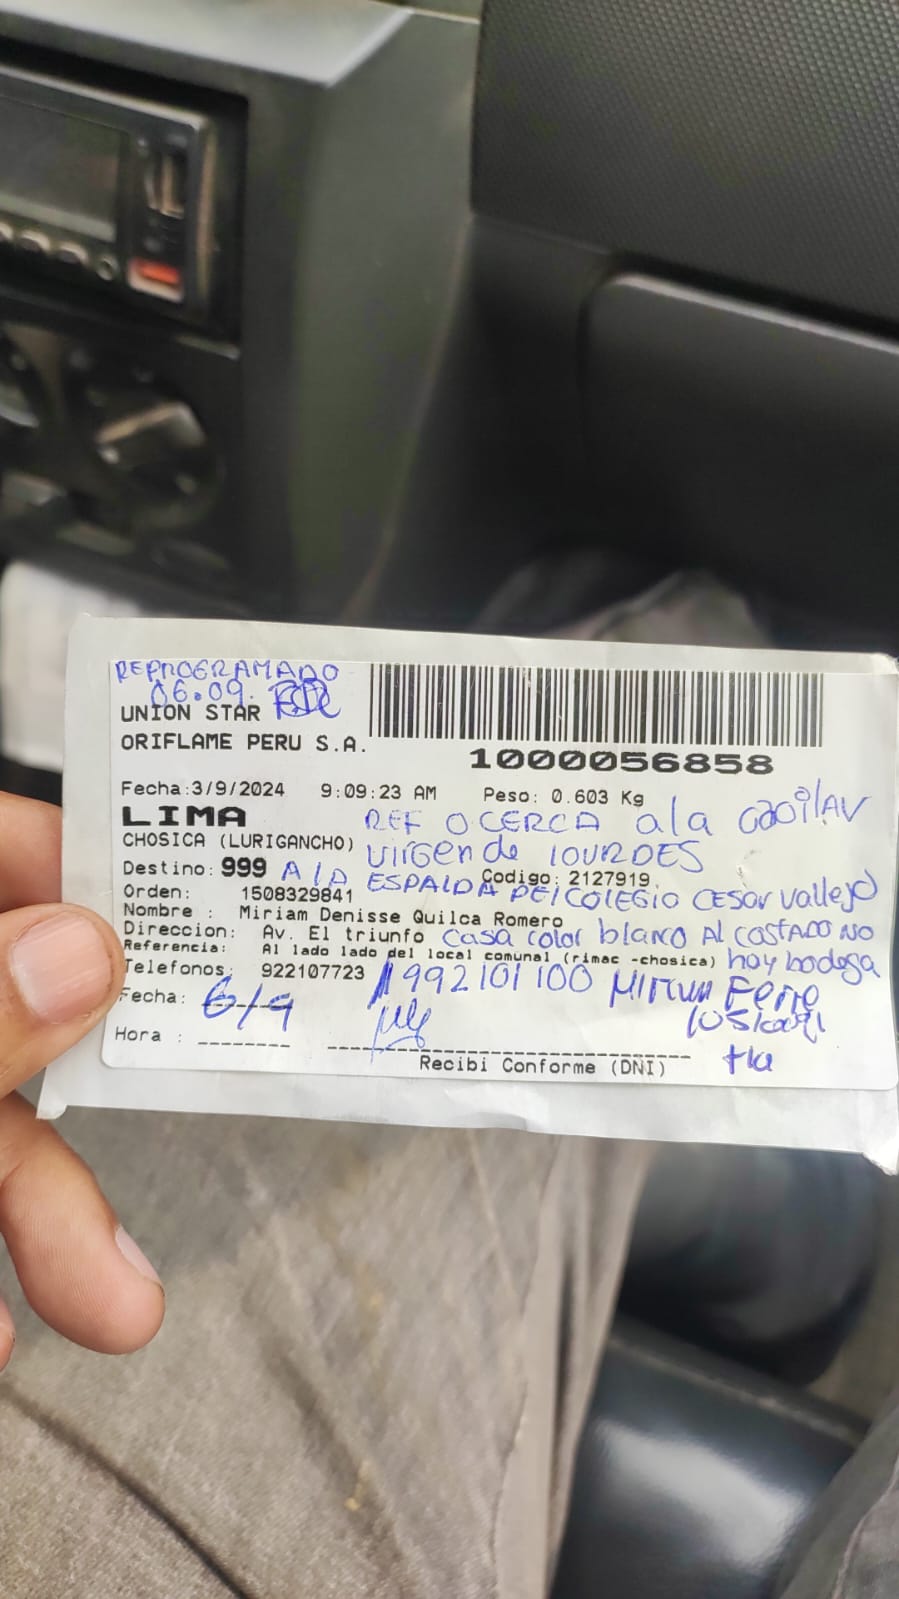 REPROGRAMADO
06.09.
UNION STAR
ORIFLAME PERU S.A.
1000056858
Fecha:3/9/2024 9:09:23 AM Peso: 0.603 Kg
LIMA
REF O CERCA a la
CHOSICA (LURIGANCHO)
Virgen de LOURDES
Destino: 999 Codigo: 2127919
A la ESPALDA DEL COLEGIO CESAR Vallejo
Orden: 1508329841
Nombre : Miriam Denisse Quilca Romero
Direccion: Av. El triunfo
casa color blanco Al COSTADO NO
Referencia: Al lado lado del local comunal (rimac -chosica)
hay bodega
Telefonos: 922107723
992101100
Fecha: 6/9
Hora : --------
Recibi Conforme (DNI)